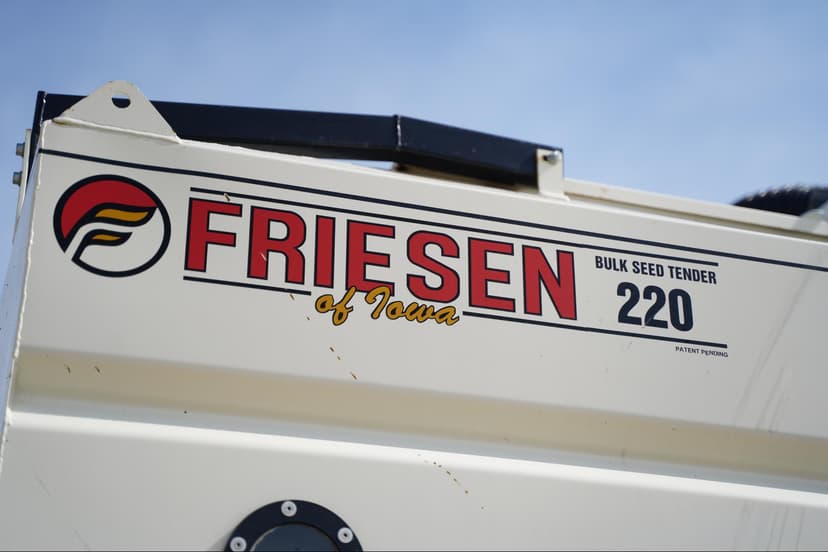 FRIESEN
of Iowa
BULK SEED TENDER
220
PATENT PENDING